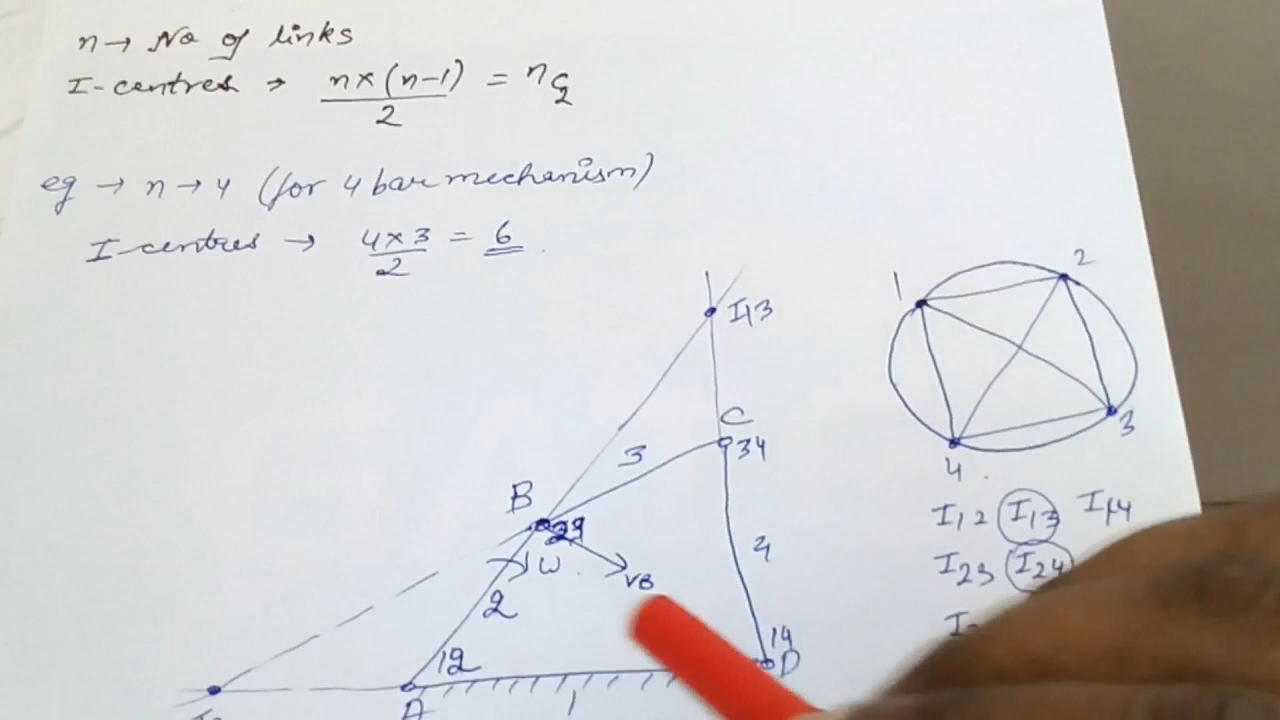 n → No of links
I-centres → n×(n-1)/2 = nC2
eg → n → 4 (for 4 bar mechanism)
I-centres → 4×3/2 = 6
I13
C
34
3
B
23
ω
VB
2
4
12
14
A
D
1
1
2
3
4
I12 I13 I14
I23 I24